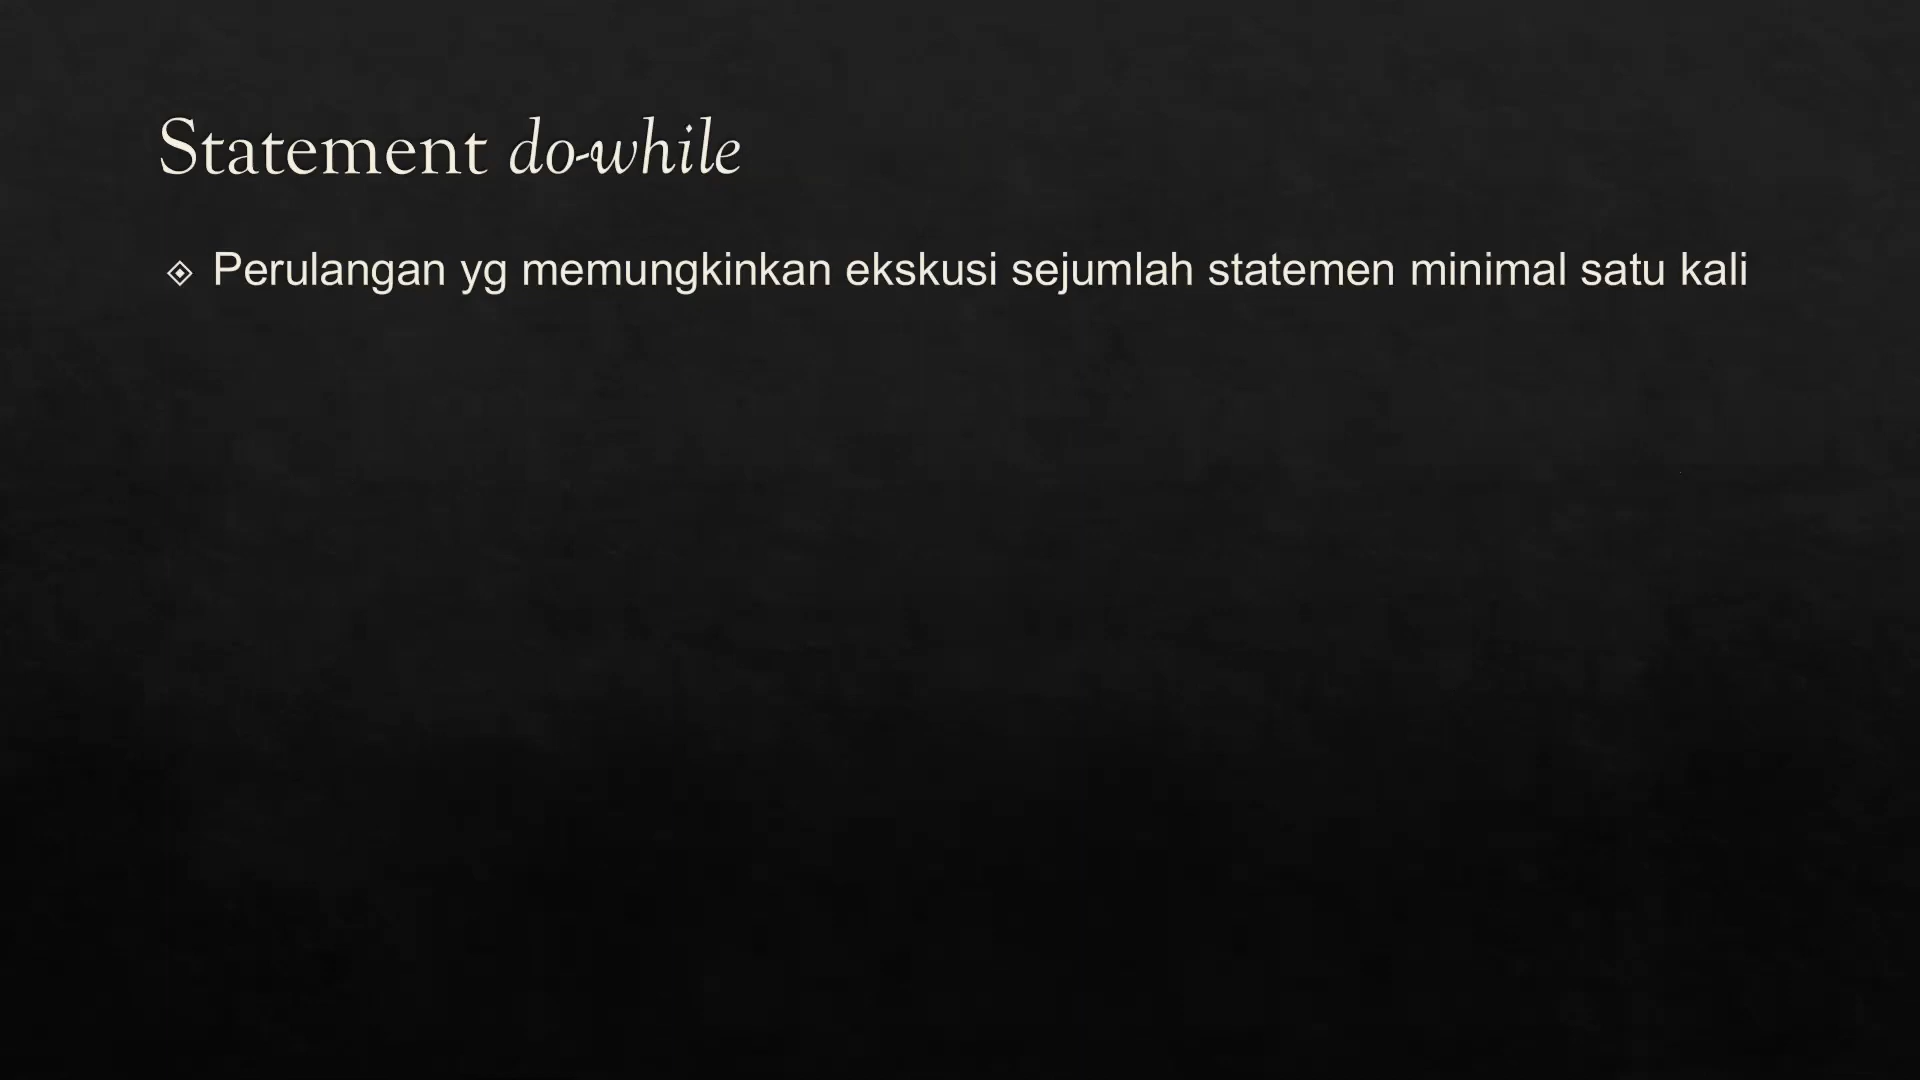 Statement do-while
Perulangan yg memungkinkan ekskusi sejumlah statemen minimal satu kali